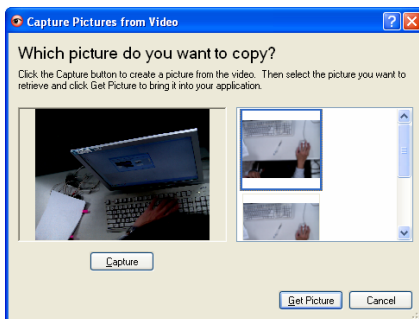 Capture Pictures from Video
Which picture do you want to copy?
Click the Capture button to create a picture from the video. Then select the picture you want to
retrieve and click Get Picture to bring it into your application.
Capture
Get Picture
Cancel